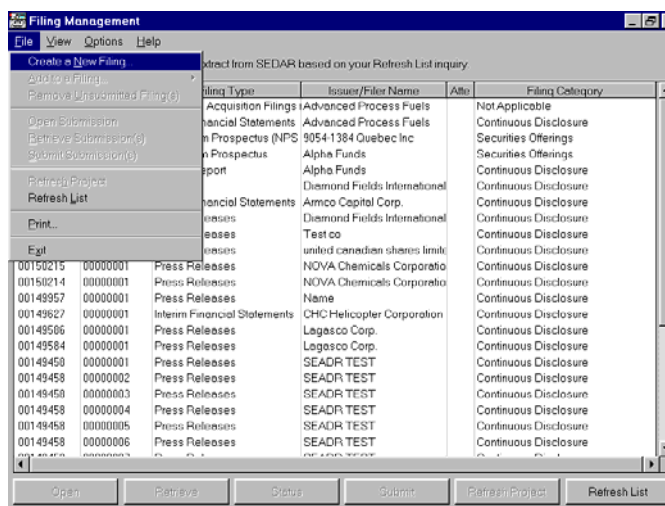 Filing Management
File View Options Help
Create a New Filing...
Add to a Filing...
Remove Unsubmitted Filing(s)
Open Submission
Retrieve Submission(s)
Submit Submission(s)
Refresh Project
Refresh List
Print...
Exit
xtract from SEDAR based on your Refresh List inquiry.
Filing Type Issuer/Filer Name Atte Filing Category
Acquisition Filings Advanced Process Fuels Not Applicable
nancial Statements Advanced Process Fuels Continuous Disclosure
n Prospectus (NPS 9054-1384 Quebec Inc Securities Offerings
n Prospectus Alpha Funds Securities Offerings
eport Alpha Funds Continuous Disclosure
Diamond Fields International Continuous Disclosure
nancial Statements Armco Capital Corp. Continuous Disclosure
eases Diamond Fields International Continuous Disclosure
eases Test co Continuous Disclosure
eases united canadian shares limite Continuous Disclosure
00150215 00000001 Press Releases NOVA Chemicals Corporatio Continuous Disclosure
00150214 00000001 Press Releases NOVA Chemicals Corporatio Continuous Disclosure
00149957 00000001 Press Releases Name Continuous Disclosure
00149627 00000001 Interim Financial Statements CHC Helicopter Corporation Continuous Disclosure
00149586 00000001 Press Releases Lagasco Corp. Continuous Disclosure
00149584 00000001 Press Releases Lagasco Corp. Continuous Disclosure
00149450 00000001 Press Releases SEADR TEST Continuous Disclosure
00149458 00000002 Press Releases SEADR TEST Continuous Disclosure
00149458 00000003 Press Releases SEADR TEST Continuous Disclosure
00149458 00000004 Press Releases SEADR TEST Continuous Disclosure
00149458 00000005 Press Releases SEADR TEST Continuous Disclosure
00149458 00000006 Press Releases SEADR TEST Continuous Disclosure
Open Retrieve Status Submit Refresh Project Refresh List